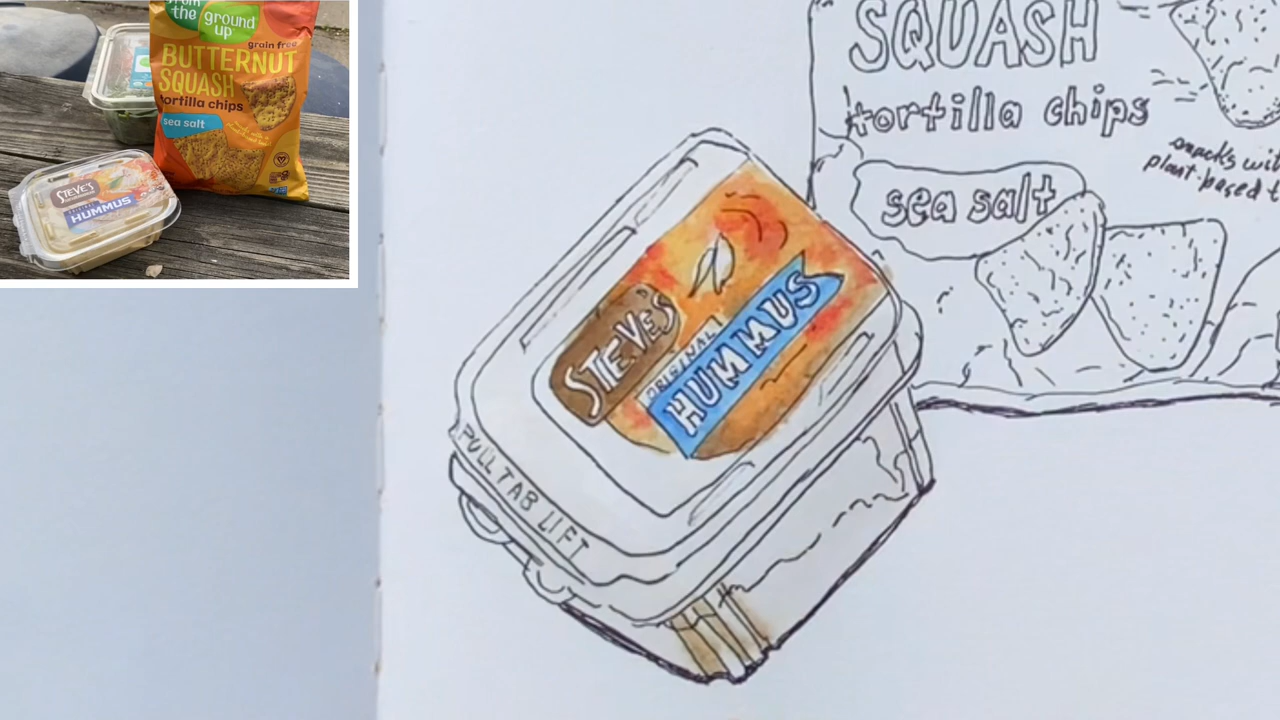 from
the ground
up
grain free
BUTTERNUT
SQUASH
tortilla chips
sea salt
STEVE'S
HUMMUS
SQUASH
tortilla chips
sea salt
snacks wi
plant-based t
STEVE'S
ORIGINAL
HUMMUS
PULL TAB LIFT